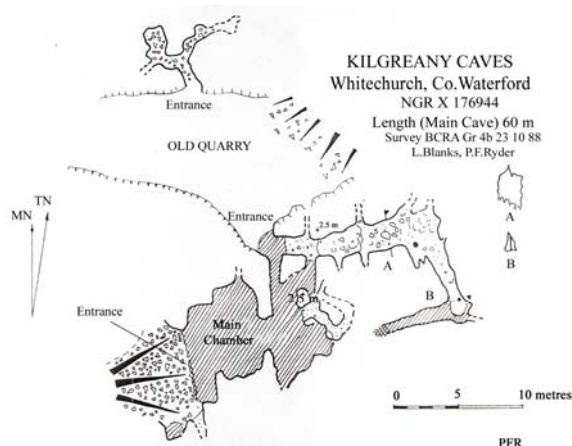 KILGREANY CAVES
Whitechurch, Co.Waterford
NGR X 176944
Length (Main Cave) 60 m
Survey BCRA Gr 4b 23 10 88
L.Blanks, P.F.Ryder
Entrance
OLD QUARRY
MN
TN
Entrance
2.5 m
A
A
B
B
2.5 m
Main
Chamber
Entrance
0 5 10 metres
PFR